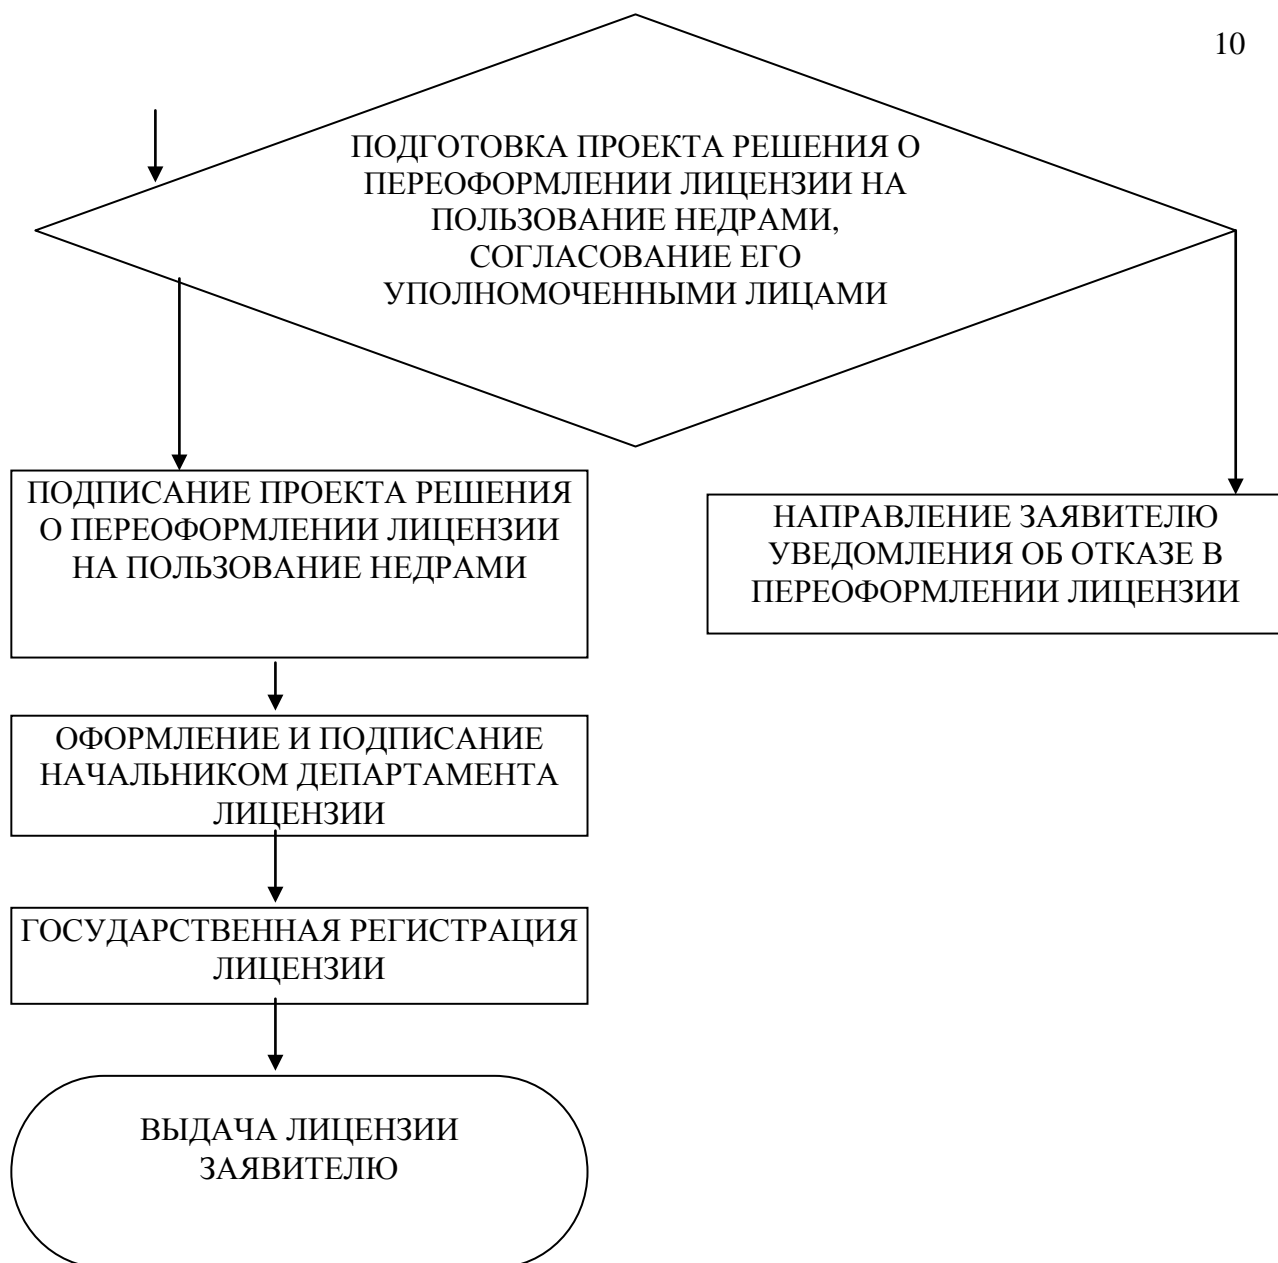 10
ПОДГОТОВКА ПРОЕКТА РЕШЕНИЯ О
ПЕРЕОФОРМЛЕНИИ ЛИЦЕНЗИИ НА
ПОЛЬЗОВАНИЕ НЕДРАМИ,
СОГЛАСОВАНИЕ ЕГО
УПОЛНОМОЧЕННЫМИ ЛИЦАМИ
ПОДПИСАНИЕ ПРОЕКТА РЕШЕНИЯ
О ПЕРЕОФОРМЛЕНИИ ЛИЦЕНЗИИ
НА ПОЛЬЗОВАНИЕ НЕДРАМИ
НАПРАВЛЕНИЕ ЗАЯВИТЕЛЮ
УВЕДОМЛЕНИЯ ОБ ОТКАЗЕ В
ПЕРЕОФОРМЛЕНИИ ЛИЦЕНЗИИ
ОФОРМЛЕНИЕ И ПОДПИСАНИЕ
НАЧАЛЬНИКОМ ДЕПАРТАМЕНТА
ЛИЦЕНЗИИ
ГОСУДАРСТВЕННАЯ РЕГИСТРАЦИЯ
ЛИЦЕНЗИИ
ВЫДАЧА ЛИЦЕНЗИИ
ЗАЯВИТЕЛЮ